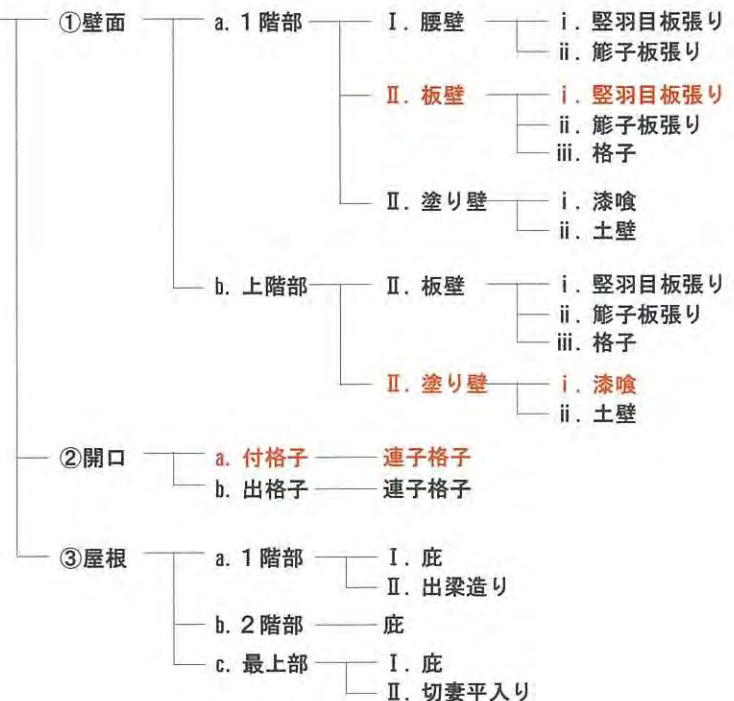 ①壁面 a. 1階部 Ⅰ. 腰壁 ⅰ. 竪羽目板張り
ⅱ. 簓子板張り
Ⅱ. 板壁 ⅰ. 竪羽目板張り
ⅱ. 簓子板張り
ⅲ. 格子
Ⅱ. 塗り壁 ⅰ. 漆喰
ⅱ. 土壁
b. 上階部 Ⅱ. 板壁 ⅰ. 竪羽目板張り
ⅱ. 簓子板張り
ⅲ. 格子
Ⅱ. 塗り壁 ⅰ. 漆喰
ⅱ. 土壁
②開口 a. 付格子 連子格子
b. 出格子 連子格子
③屋根 a. 1階部 Ⅰ. 庇
Ⅱ. 出梁造り
b. 2階部 庇
c. 最上部 Ⅰ. 庇
Ⅱ. 切妻平入り